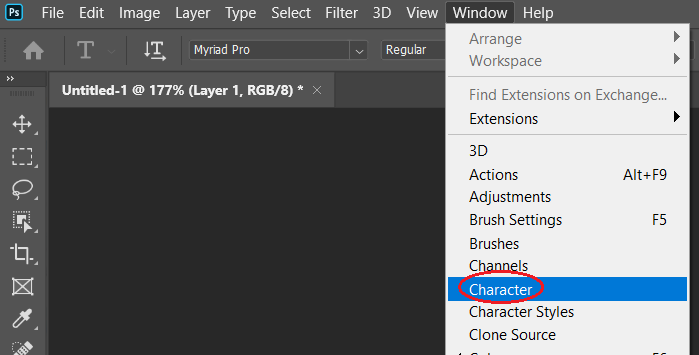 Ps File Edit Image Layer Type Select Filter 3D View Window Help
T Myriad Pro Regular
Arrange
Workspace
Untitled-1 @ 177% (Layer 1, RGB/8) * ×
Find Extensions on Exchange...
Extensions
3D
Actions Alt+F9
Adjustments
Brush Settings F5
Brushes
Channels
Character
Character Styles
Clone Source